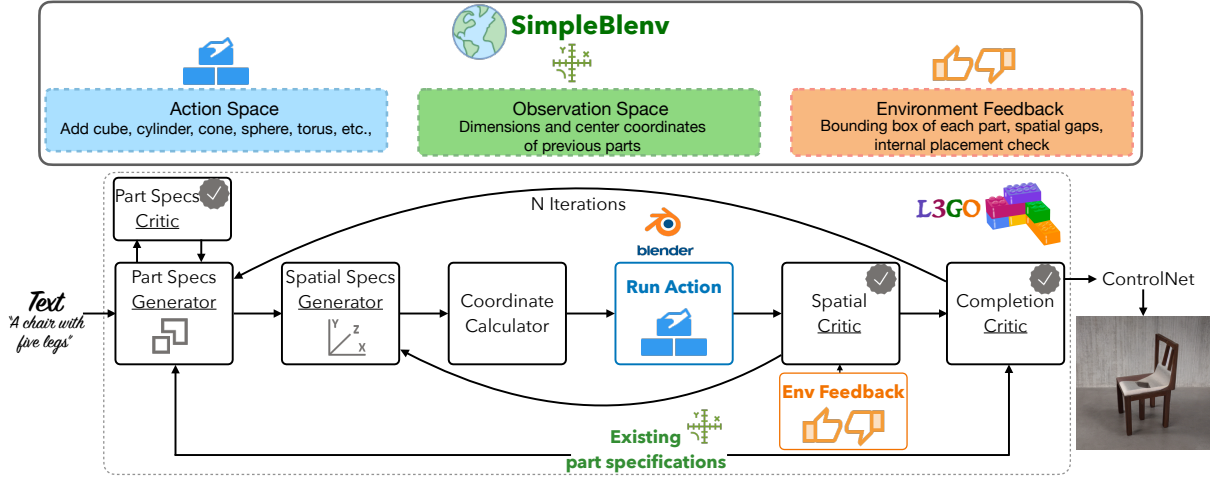 SimpleBlenv
Action Space
Add cube, cylinder, cone, sphere, torus, etc.,
Observation Space
Dimensions and center coordinates
of previous parts
Environment Feedback
Bounding box of each part, spatial gaps,
internal placement check
Part Specs
Critic
N Iterations
blender
L3GO
Text
"A chair with
five legs"
Part Specs
Generator
Spatial Specs
Generator
Y
Z
X
Coordinate
Calculator
Run Action
Spatial
Critic
Completion
Critic
ControlNet
Env Feedback
Existing
part specifications
Y
X
Y
X